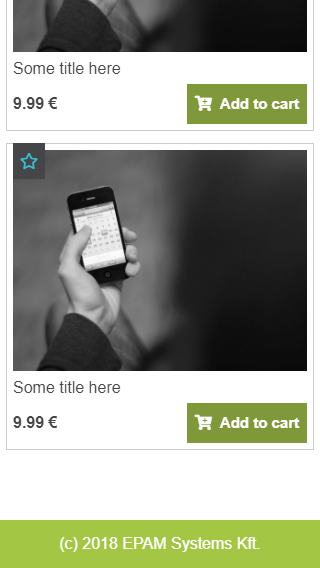 Some title here
9.99 €
Add to cart
Some title here
9.99 €
Add to cart
(c) 2018 EPAM Systems Kft.